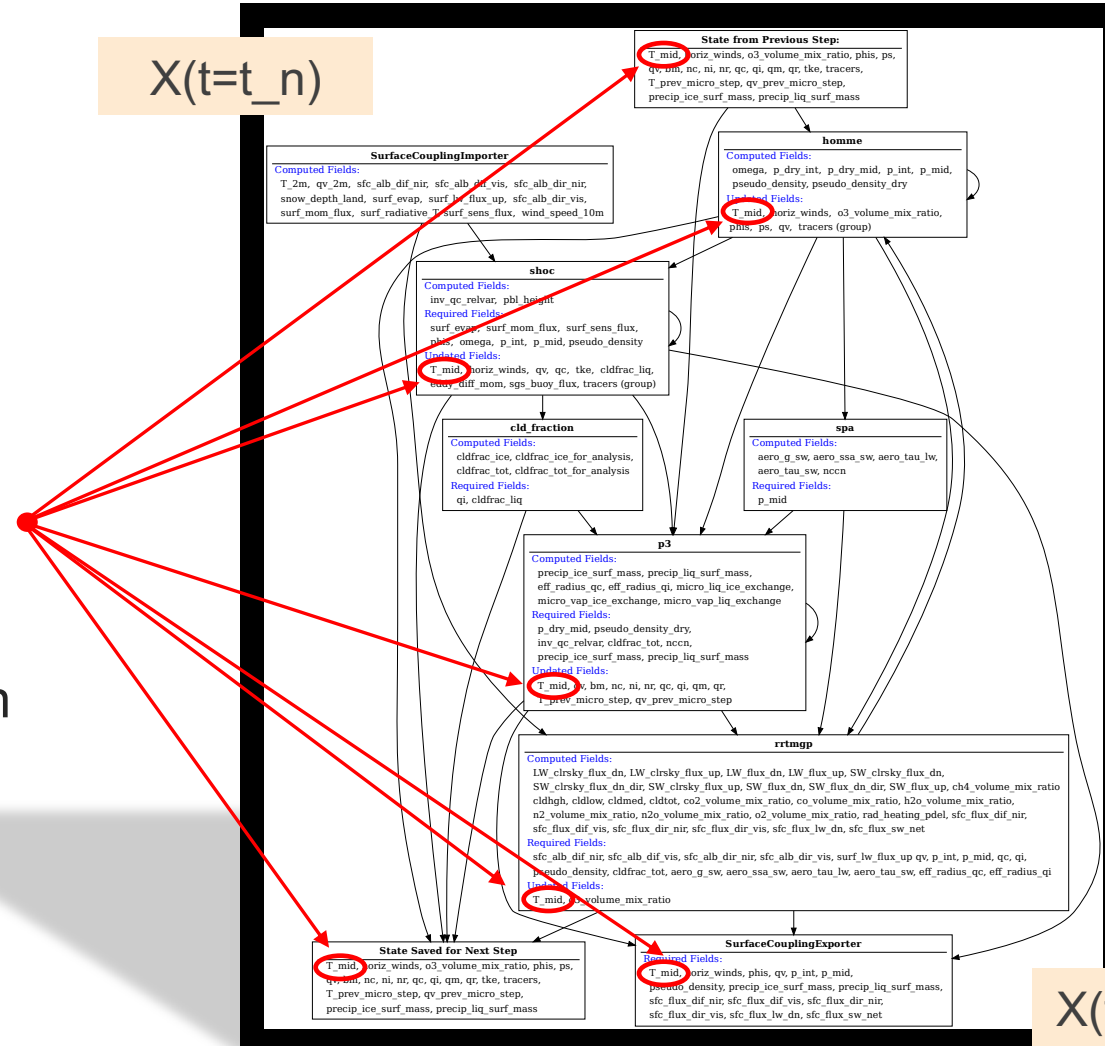 X(t=t_n)
State from Previous Step:
T_mid, horiz_winds, o3_volume_mix_ratio, phis, ps,
qv, bm, nc, ni, nr, qc, qi, qm, qr, tke, tracers,
T_prev_micro_step, qv_prev_micro_step,
precip_ice_surf_mass, precip_liq_surf_mass
homme
Computed Fields:
omega, p_dry_int, p_dry_mid, p_int, p_mid,
pseudo_density, pseudo_density_dry
Updated Fields:
T_mid, horiz_winds, o3_volume_mix_ratio,
phis, ps, qv, tracers (group)
SurfaceCouplingImporter
Computed Fields:
T_2m, qv_2m, sfc_alb_dif_nir, sfc_alb_dif_vis, sfc_alb_dir_nir,
snow_depth_land, surf_evap, surf_lw_flux_up, sfc_alb_dir_vis,
surf_mom_flux, surf_radiative_T, surf_sens_flux, wind_speed_10m
shoc
Computed Fields:
inv_qc_relvar, pbl_height
Required Fields:
surf_evap, surf_mom_flux, surf_sens_flux,
phis, omega, p_int, p_mid, pseudo_density
Updated Fields:
T_mid, horiz_winds, qv, qc, tke, cldfrac_liq,
eddy_diff_mom, sgs_buoy_flux, tracers (group)
cld_fraction
Computed Fields:
cldfrac_ice, cldfrac_ice_for_analysis,
cldfrac_tot, cldfrac_tot_for_analysis
Required Fields:
qi, cldfrac_liq
spa
Computed Fields:
aero_g_sw, aero_ssa_sw, aero_tau_lw,
aero_tau_sw, nccn
Required Fields:
p_mid
p3
Computed Fields:
precip_ice_surf_mass, precip_liq_surf_mass,
eff_radius_qc, eff_radius_qi, micro_liq_ice_exchange,
micro_vap_ice_exchange, micro_vap_liq_exchange
Required Fields:
p_dry_mid, pseudo_density_dry,
inv_qc_relvar, cldfrac_tot, nccn,
precip_ice_surf_mass, precip_liq_surf_mass
Updated Fields:
T_mid, qv, bm, nc, ni, nr, qc, qi, qm, qr,
T_prev_micro_step, qv_prev_micro_step
n
rrtmgp
Computed Fields:
LW_clrsky_flux_dn, LW_clrsky_flux_up, LW_flux_dn, LW_flux_up, SW_clrsky_flux_dn,
SW_clrsky_flux_dn_dir, SW_clrsky_flux_up, SW_flux_dn, SW_flux_dn_dir, SW_flux_up, ch4_volume_mix_ratio
cldhgh, cldlow, cldmed, cldtot, co2_volume_mix_ratio, co_volume_mix_ratio, h2o_volume_mix_ratio,
n2_volume_mix_ratio, n2o_volume_mix_ratio, o2_volume_mix_ratio, rad_heating_pdel, sfc_flux_dif_nir,
sfc_flux_dif_vis, sfc_flux_dir_nir, sfc_flux_dir_vis, sfc_flux_lw_dn, sfc_flux_sw_net
Required Fields:
sfc_alb_dif_nir, sfc_alb_dif_vis, sfc_alb_dir_nir, sfc_alb_dir_vis, surf_lw_flux_up qv, p_int, p_mid, qc, qi,
pseudo_density, cldfrac_tot, aero_g_sw, aero_ssa_sw, aero_tau_lw, aero_tau_sw, eff_radius_qc, eff_radius_qi
Updated Fields:
T_mid, o3_volume_mix_ratio
State Saved for Next Step
T_mid, horiz_winds, o3_volume_mix_ratio, phis, ps,
qv, bm, nc, ni, nr, qc, qi, qm, qr, tke, tracers,
T_prev_micro_step, qv_prev_micro_step,
precip_ice_surf_mass, precip_liq_surf_mass
SurfaceCouplingExporter
Required Fields:
T_mid, horiz_winds, phis, qv, p_int, p_mid,
pseudo_density, precip_ice_surf_mass, precip_liq_surf_mass,
sfc_flux_dif_nir, sfc_flux_dif_vis, sfc_flux_dir_nir,
sfc_flux_dir_vis, sfc_flux_lw_dn, sfc_flux_sw_net
X(